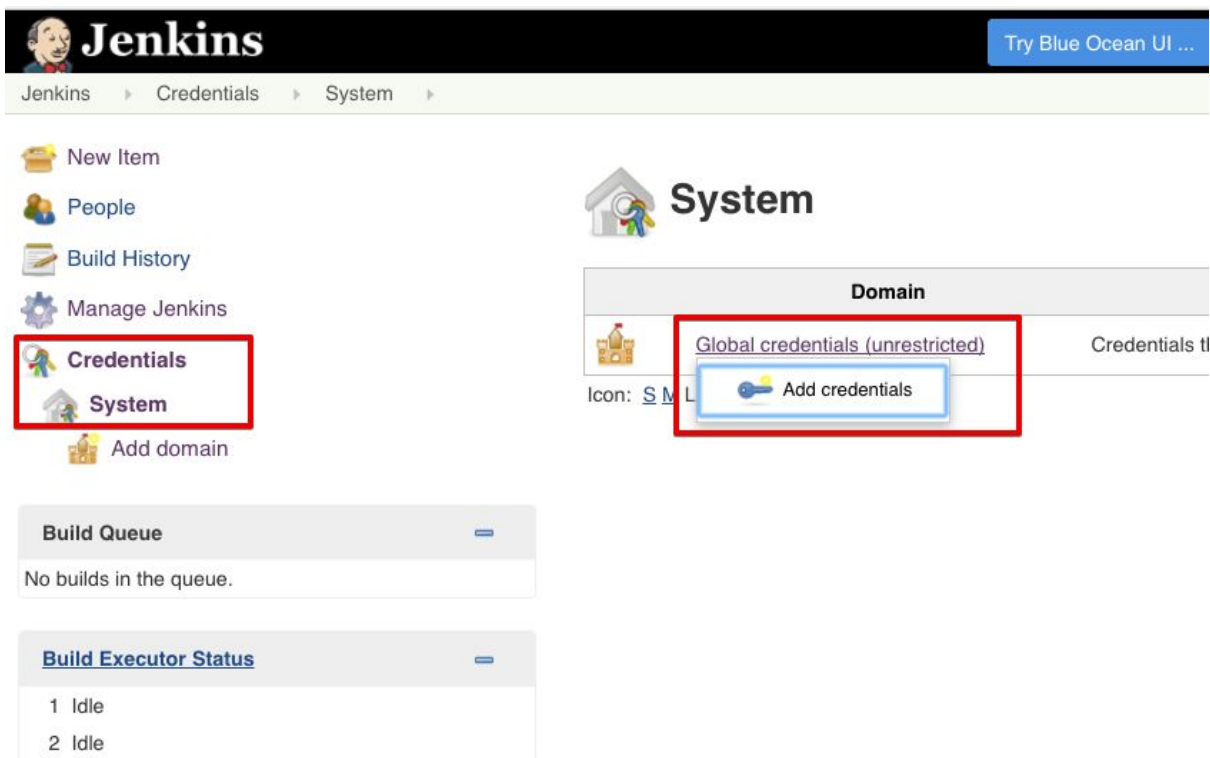 Jenkins
Try Blue Ocean UI ...
Jenkins Credentials System
New Item
People
Build History
Manage Jenkins
Credentials
System
Add domain
Build Queue
No builds in the queue.
Build Executor Status
1 Idle
2 Idle
System
Domain
Global credentials (unrestricted) Credentials th
Add credentials
Icon: S M L